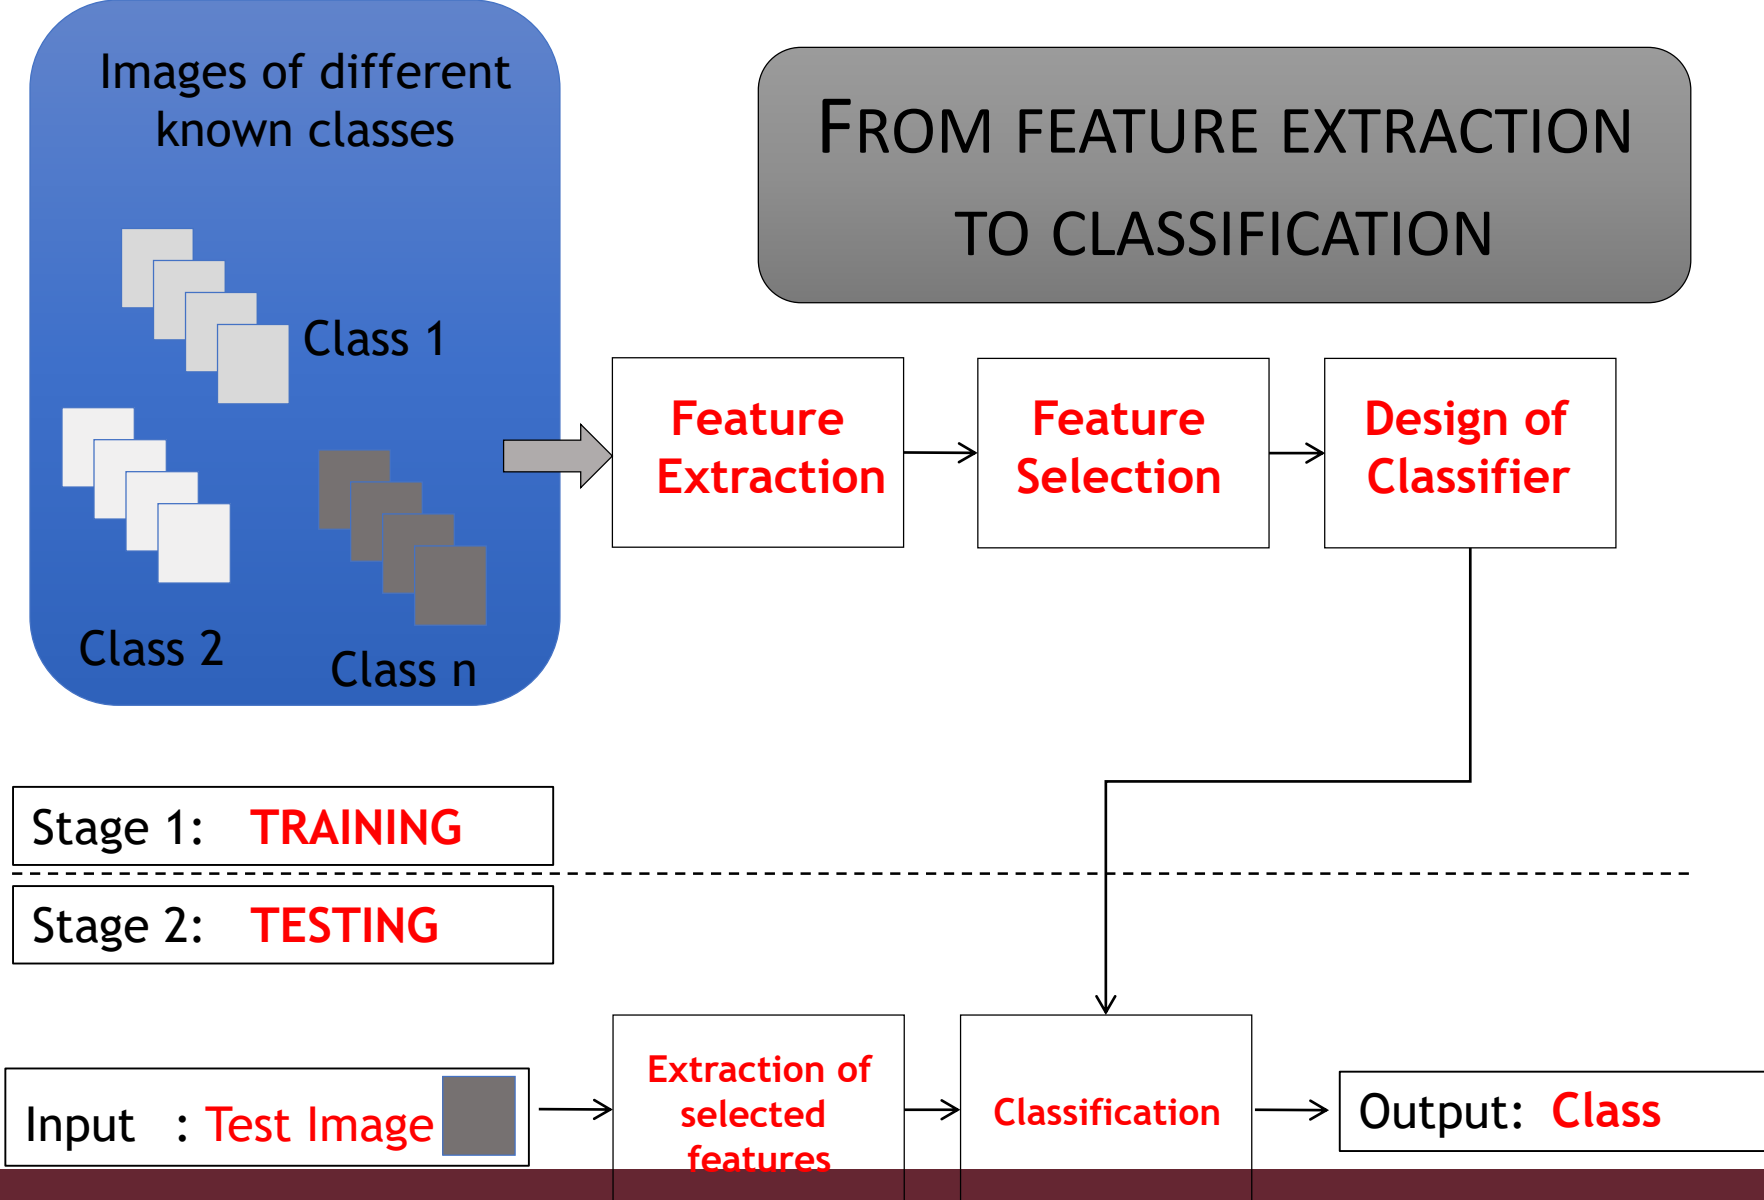 Images of different
known classes
FROM FEATURE EXTRACTION
TO CLASSIFICATION
Class 1
Class 2
Class n
Feature
Extraction
Feature
Selection
Design of
Classifier
Stage 1: TRAINING
Stage 2: TESTING
Input : Test Image
Extraction of
selected
features
Classification
Output: Class